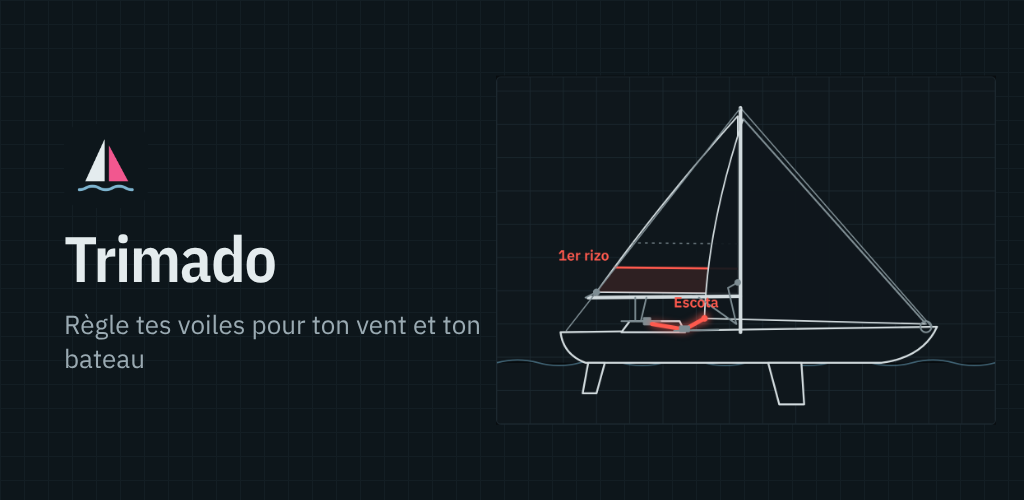 Trimado
Règle tes voiles pour ton vent et ton
bateau
1er rizo
Escota